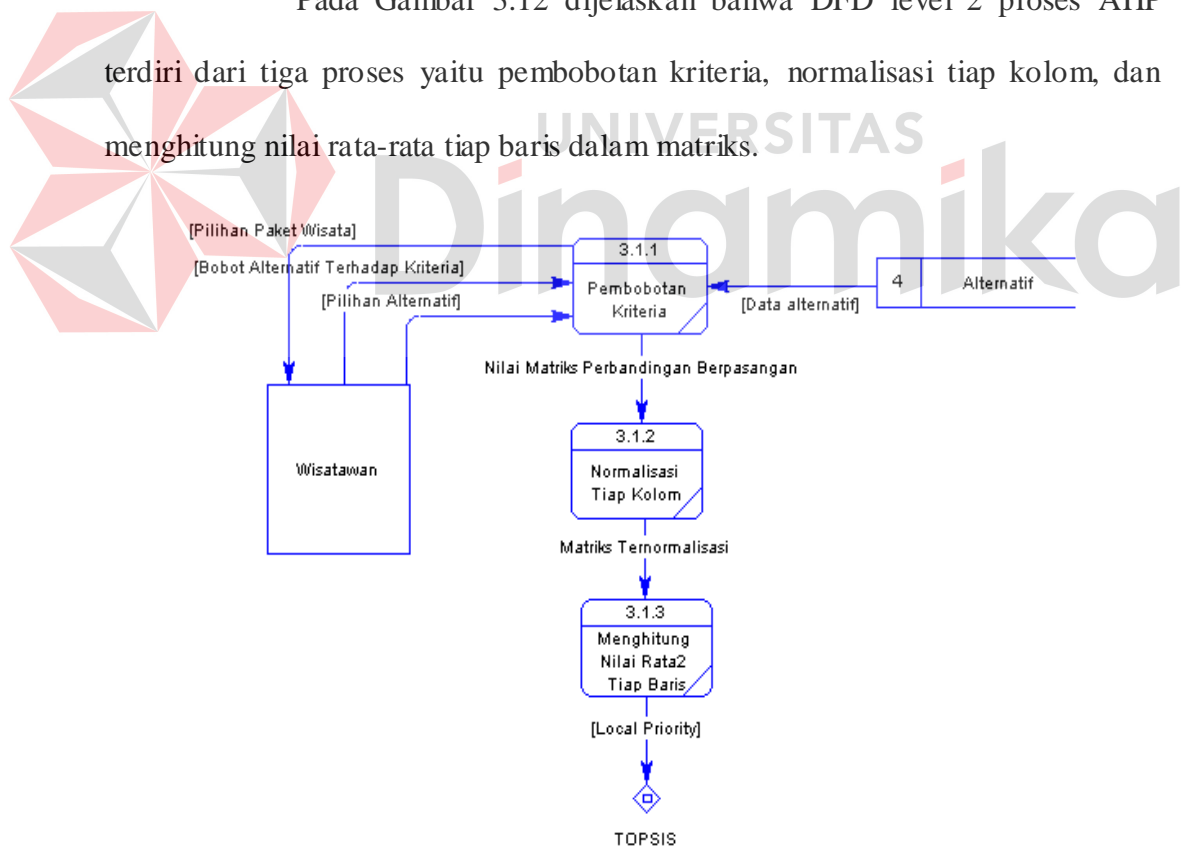 Pada Gambar 3.12 dijelaskan bahwa DFD level 2 proses AHP
terdiri dari tiga proses yaitu pembobotan kriteria, normalisasi tiap kolom, dan
menghitung nilai rata-rata tiap baris dalam matriks.
UNIVERSITAS
Dinamika
[Pilihan Paket Wisata]
[Bobot Alternatif Terhadap Kriteria]
[Pilihan Alternatif]
3.1.1
Pembobotan
Kriteria
[Data alternatif]
4
Alternatif
Nilai Matriks Perbandingan Berpasangan
Wisatawan
3.1.2
Normalisasi
Tiap Kolom
Matriks Ternormalisasi
3.1.3
Menghitung
Nilai Rata2
Tiap Baris
[Local Priority]
TOPSIS